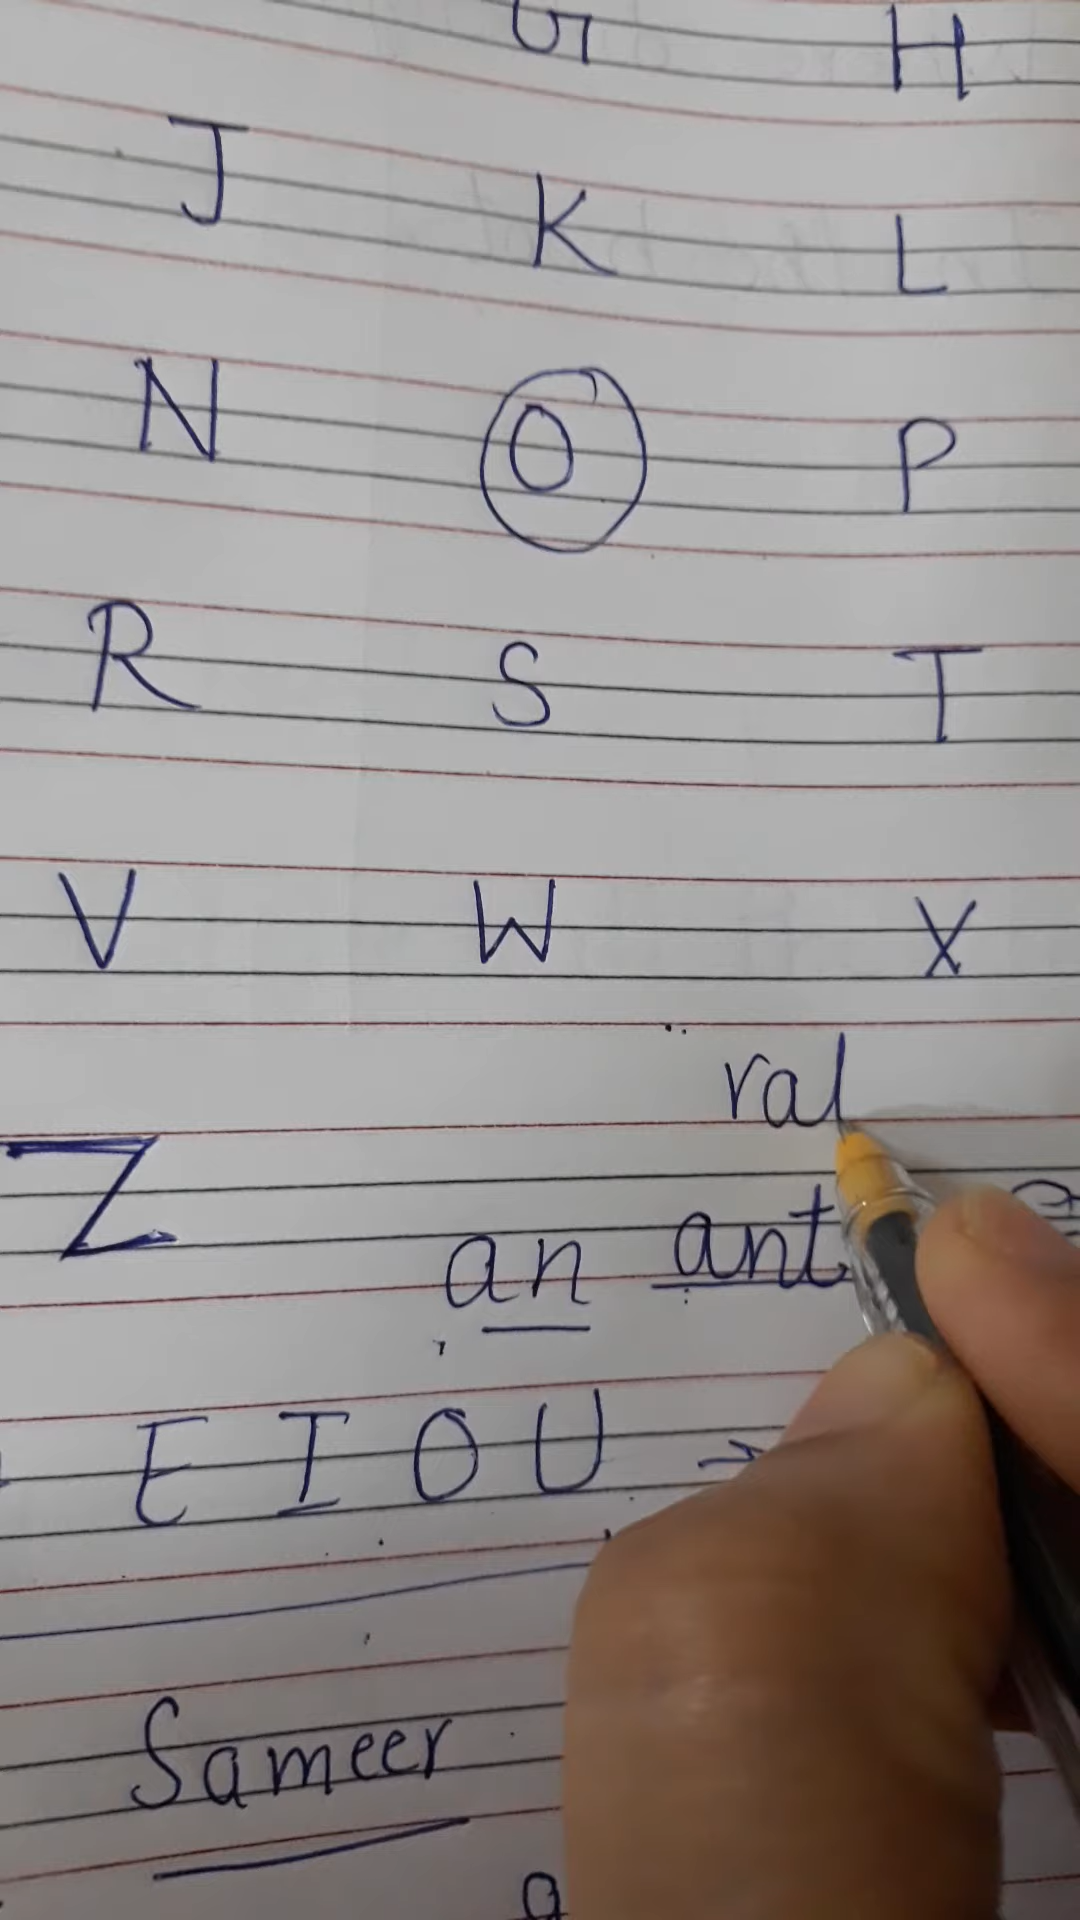 G H
J K L
N O P
R S T
V W X
ral
Z
an ant
E I O U →
Sameer